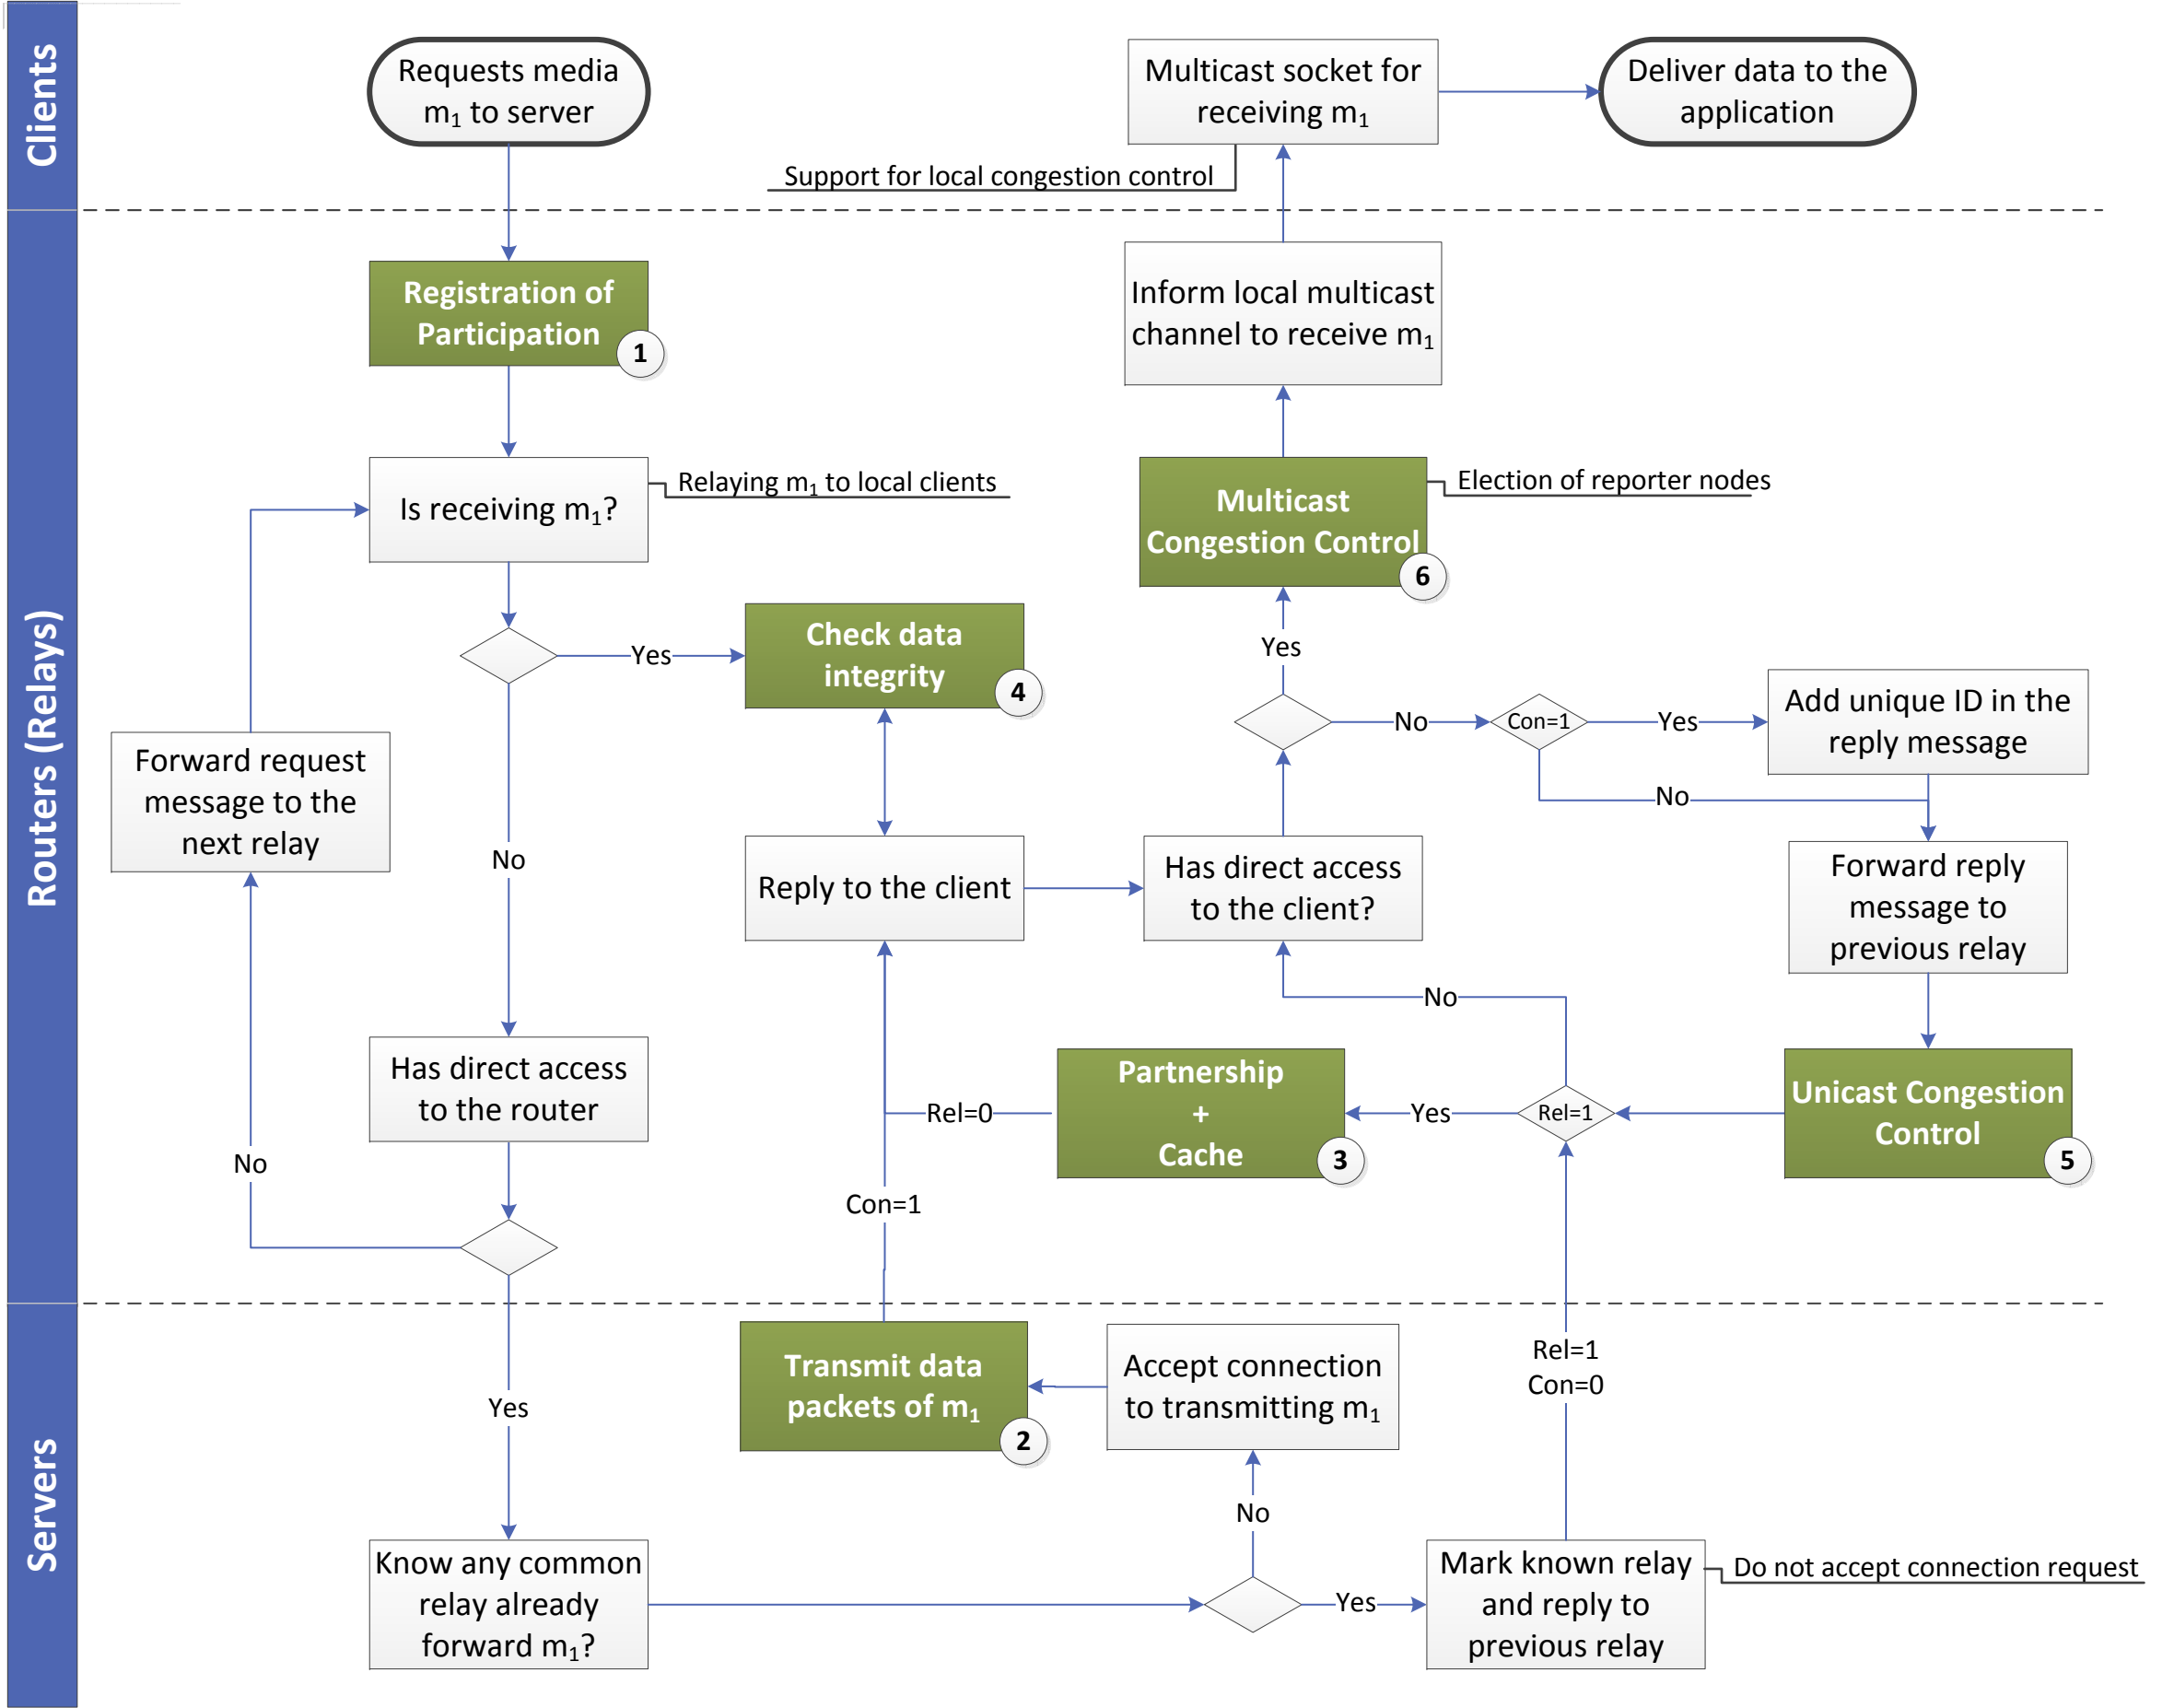 Clients
Requests media
m₁ to server
Multicast socket for
receiving m₁
Deliver data to the
application
Support for local congestion control
Routers (Relays)
Registration of
Participation
1
Inform local multicast
channel to receive m₁
Is receiving m₁?
Relaying m₁ to local clients
Multicast
Congestion Control
6
Election of reporter nodes
Yes
Check data
integrity
4
Yes
No
Con=1
Yes
Add unique ID in the
reply message
No
Forward request
message to the
next relay
No
Reply to the client
Has direct access
to the client?
Forward reply
message to
previous relay
No
Has direct access
to the router
Rel=0
Partnership
+
Cache
3
Yes
Rel=1
Unicast Congestion
Control
5
No
Con=1
Servers
Yes
Transmit data
packets of m₁
2
Accept connection
to transmitting m₁
Rel=1
Con=0
No
Know any common
relay already
forward m₁?
Yes
Mark known relay
and reply to
previous relay
Do not accept connection request